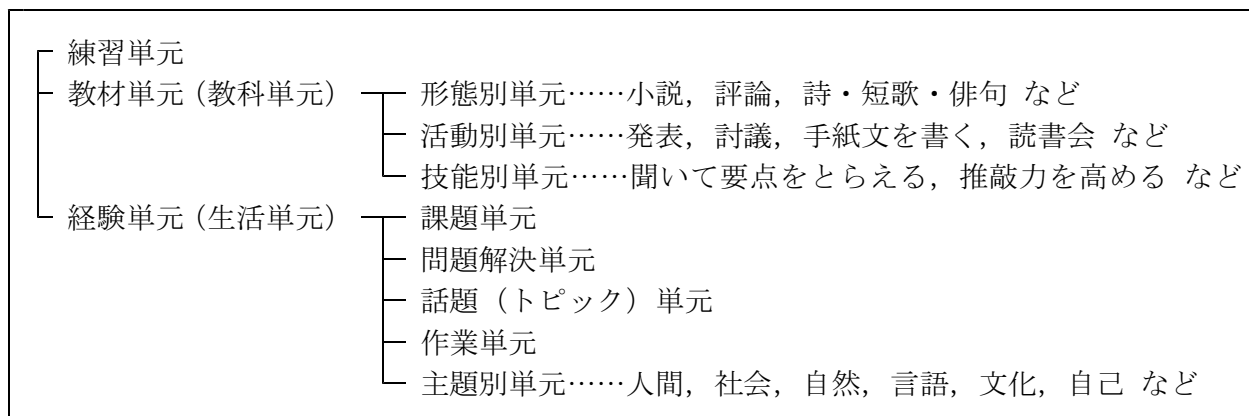 練習単元
教材単元(教科単元) 形態別単元……小説，評論，詩・短歌・俳句 など
活動別単元……発表，討議，手紙文を書く，読書会 など
技能別単元……聞いて要点をとらえる，推敲力を高める など
経験単元(生活単元) 課題単元
問題解決単元
話題（トピック）単元
作業単元
主題別単元……人間，社会，自然，言語，文化，自己 など